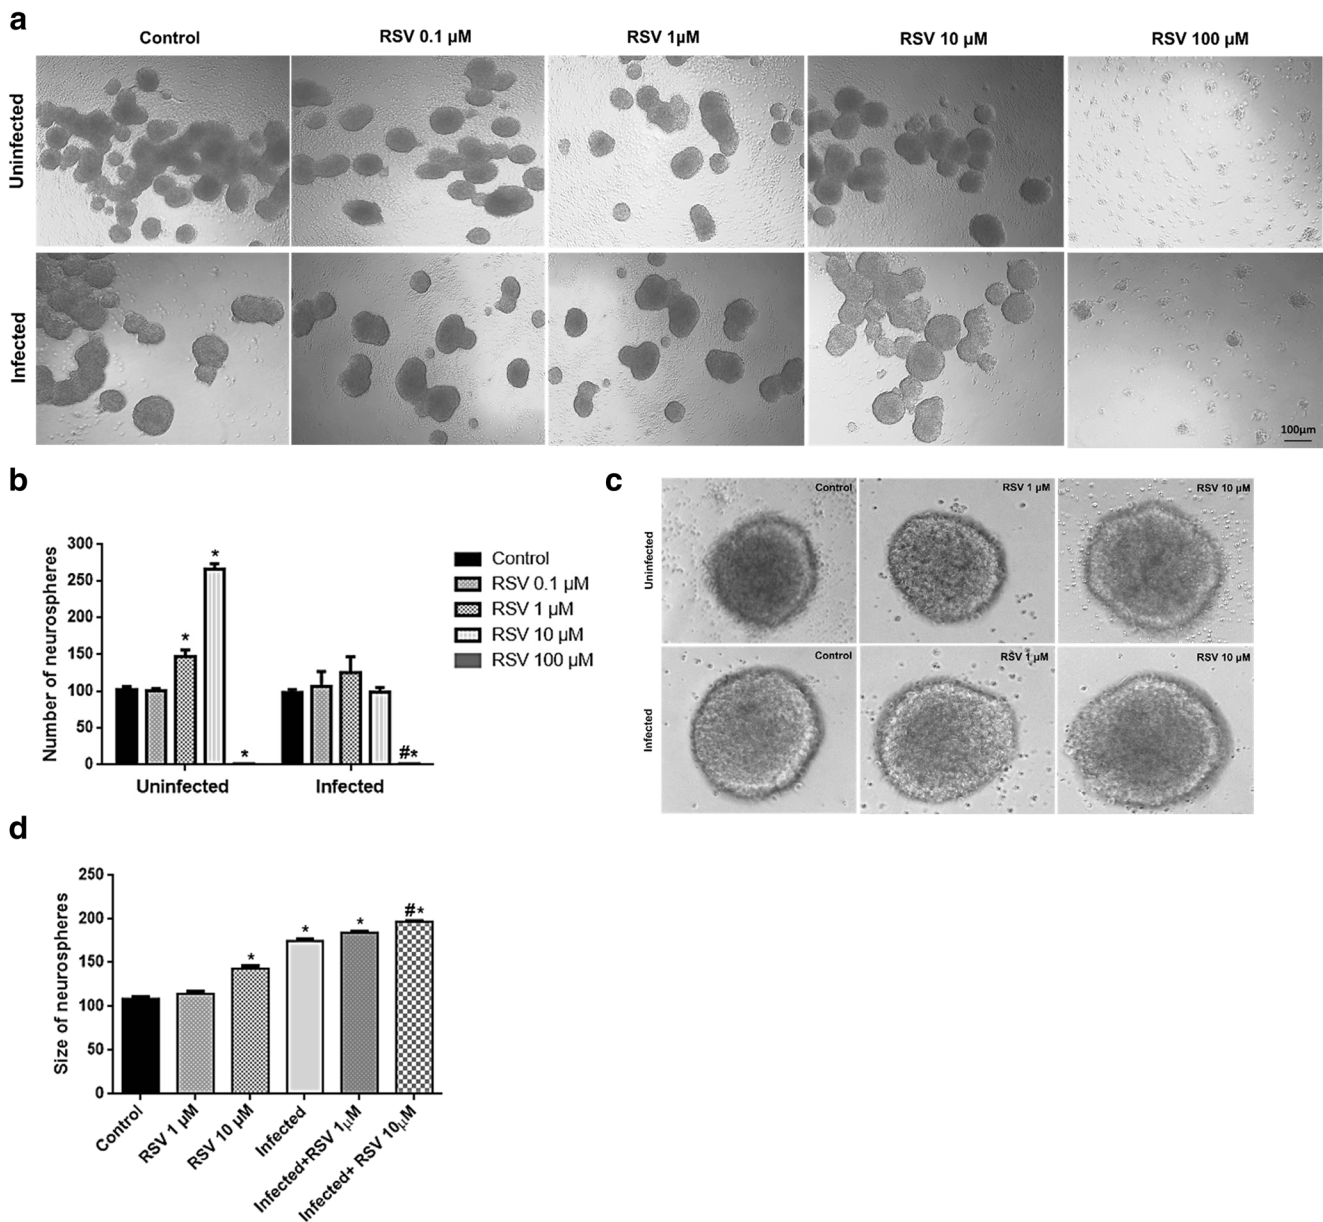 a
Control RSV 0.1 µM RSV 1µM RSV 10 µM RSV 100 µM
Uninfected
Infected
100µm
b
Number of neurospheres
300
250
200
150
100
50
0
* * * #*
Uninfected Infected
Control
RSV 0.1 µM
RSV 1 µM
RSV 10 µM
RSV 100 µM
c
Uninfected
Control RSV 1 µM RSV 10 µM
Infected
Control RSV 1 µM RSV 10 µM
d
Size of neurospheres
250
200
150
100
50
0
* * * #*
Control
RSV 1 µM
RSV 10 µM
Infected
Infected+RSV 1µM
Infected+ RSV 10µM